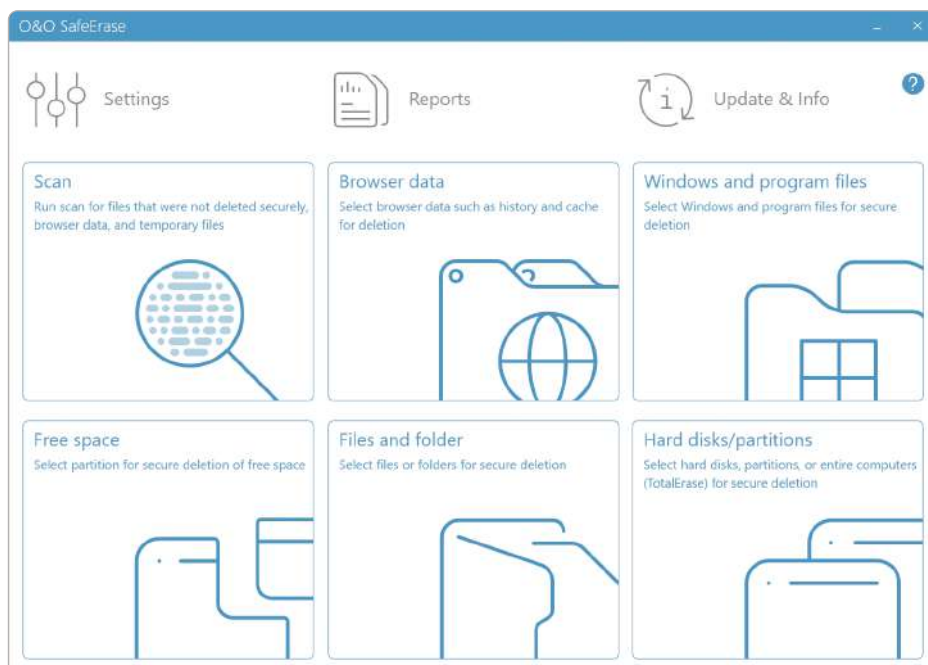 O&O SafeErase
Settings
Reports
Update & Info
?
Scan
Run scan for files that were not deleted securely,
browser data, and temporary files
Browser data
Select browser data such as history and cache
for deletion
Windows and program files
Select Windows and program files for secure
deletion
Free space
Select partition for secure deletion of free space
Files and folder
Select files or folders for secure deletion
Hard disks/partitions
Select hard disks, partitions, or entire computers
(TotalErase) for secure deletion